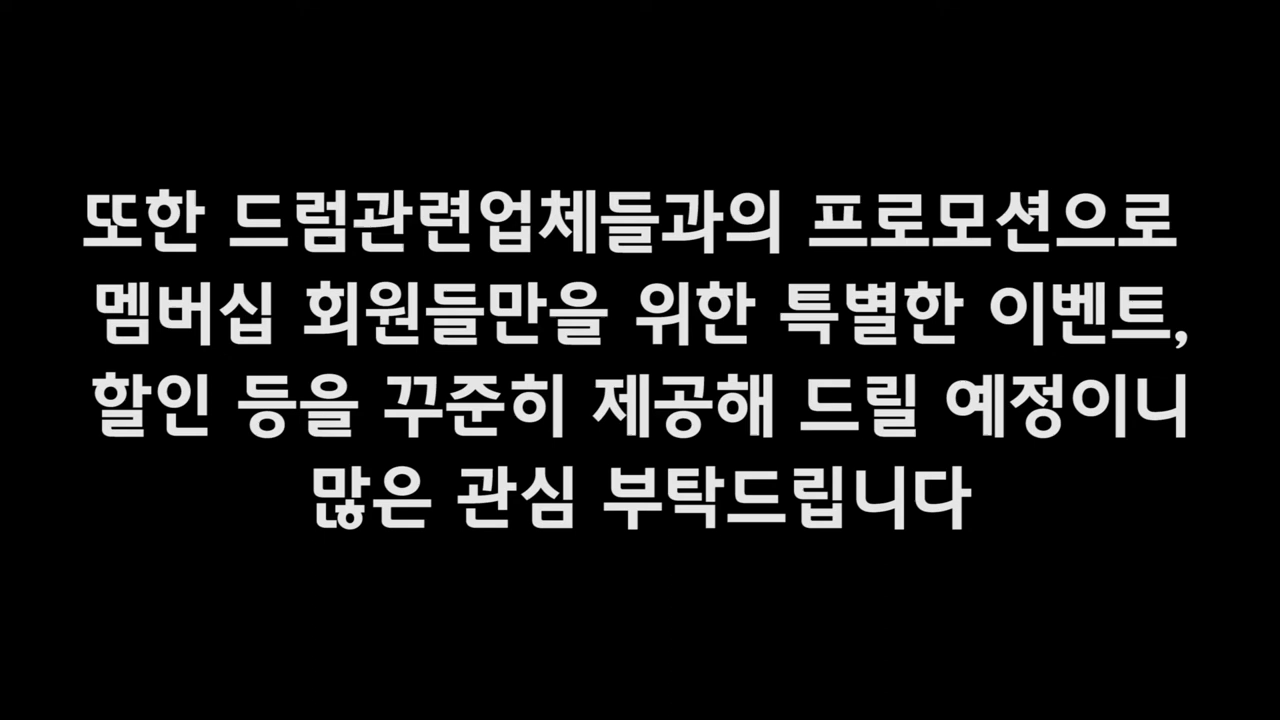 또한 드럼관련업체들과의 프로모션으로
멤버십 회원들만을 위한 특별한 이벤트,
할인 등을 꾸준히 제공해 드릴 예정이니
많은 관심 부탁드립니다